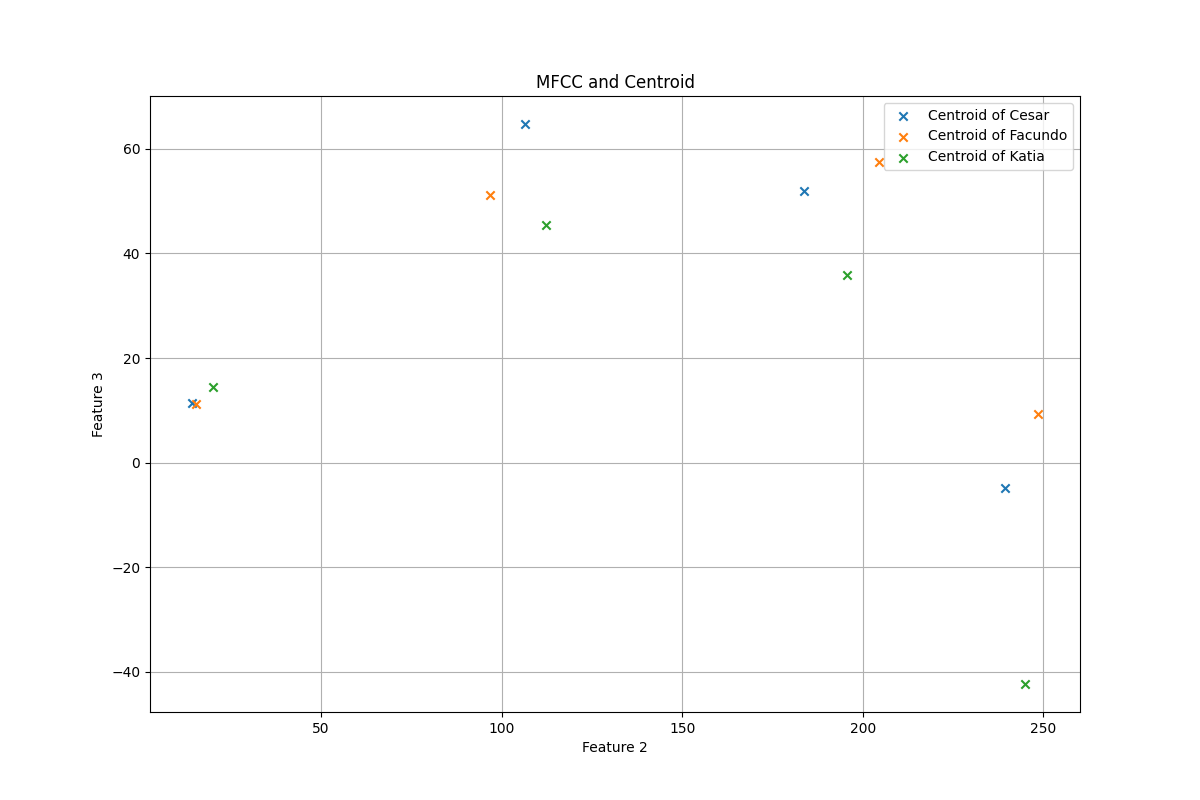 MFCC and Centroid
Centroid of Cesar
Centroid of Facundo
Centroid of Katia
60
40
20
0
−20
−40
Feature 3
50
100
150
200
250
Feature 2